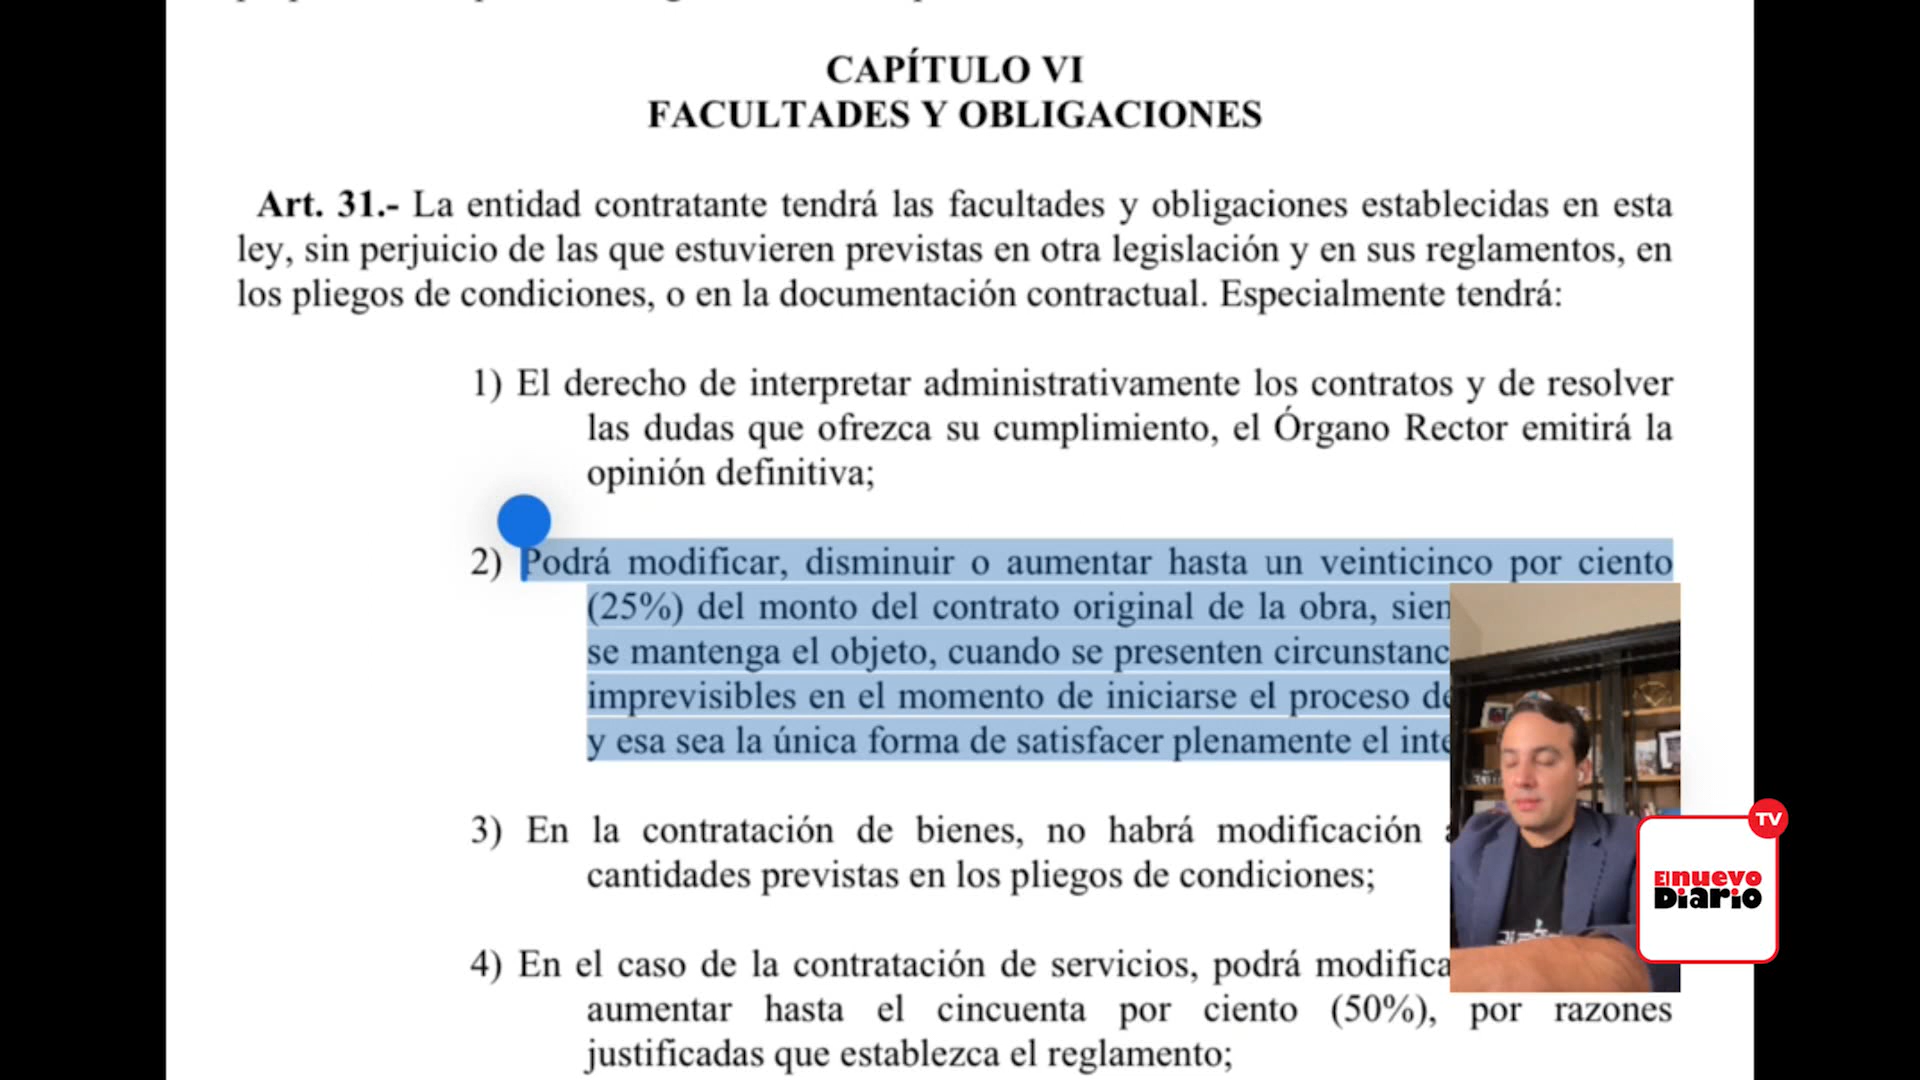 CAPÍTULO VI
FACULTADES Y OBLIGACIONES
Art. 31.- La entidad contratante tendrá las facultades y obligaciones establecidas en esta
ley, sin perjuicio de las que estuvieren previstas en otra legislación y en sus reglamentos, en
los pliegos de condiciones, o en la documentación contractual. Especialmente tendrá:
1) El derecho de interpretar administrativamente los contratos y de resolver
las dudas que ofrezca su cumplimiento, el Órgano Rector emitirá la
opinión definitiva;
2) Podrá modificar, disminuir o aumentar hasta un veinticinco por ciento
(25%) del monto del contrato original de la obra,
se mantenga el objeto, cuando se presenten
imprevisibles en el momento de iniciarse el proceso
y esa sea la única forma de satisfacer plenamente el
3) En la contratación de bienes, no habrá modificación
cantidades previstas en los pliegos de condiciones;
4) En el caso de la contratación de servicios, podrá
aumentar hasta el cincuenta por ciento (50%), por razones
justificadas que establezca el reglamento;
TV
El nuevo
Diario